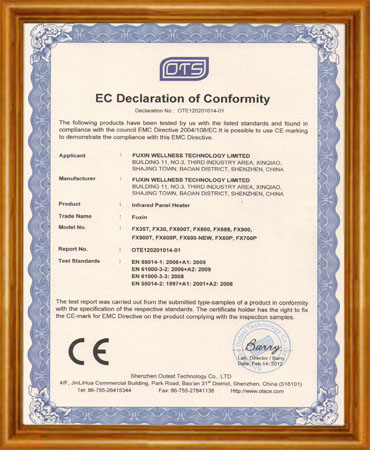 OTS
EC Declaration of Conformity
Declaration No.: OTE120201014-01
The following products have been tested by us with the listed standards and found in
compliance with the council EMC Directive 2004/108/EC.It is possible to use CE marking
to demonstrate the compliance with this EMC Directive.
Applicant : FUXIN WELLNESS TECHNOLOGY LIMITED
BUILDING 11, NO.3, THIRD INDUSTRY AREA, XINQIAO,
SHAJING TOWN, BAOAN DISTRICT, SHENZHEN, CHINA
Manufacturer : FUXIN WELLNESS TECHNOLOGY LIMITED
BUILDING 11, NO.3, THIRD INDUSTRY AREA, XINQIAO,
SHAJING TOWN, BAOAN DISTRICT, SHENZHEN, CHINA
Product : Infrared Panel Heater
Trade Name : Fuxin
Model No. : FX35T, FX30, FX600T, FX600, FX888, FX800,
FX900T, FX600P, FX600-NEW, FX60P, FX700P
Report No. : OTE120201014-01
Test Standards : EN 55014-1: 2006+A1: 2009
EN 61000-3-2: 2006+A2: 2009
EN 61000-3-3: 2008
EN 55014-2: 1997+A1: 2001+A2: 2008
The test report was carried out from the submitted type-samples of a product in conformity
with the specification of the respective standards. The certificate holder has the right to fix
the CE-mark for EMC Directive on the product complying with the inspection samples.
CE
Barry
Lab. Director / Barry
Date: Feb.14, 2012
Shenzhen Outest Technology Co., LTD
4/F, JinLiHua Commercial Building, Park Road, Bao'an 31st District, Shenzhen, China (518101)
Tel: 86-755-26415344 Fax: 86-755-27841136 Http://www.otsce.com